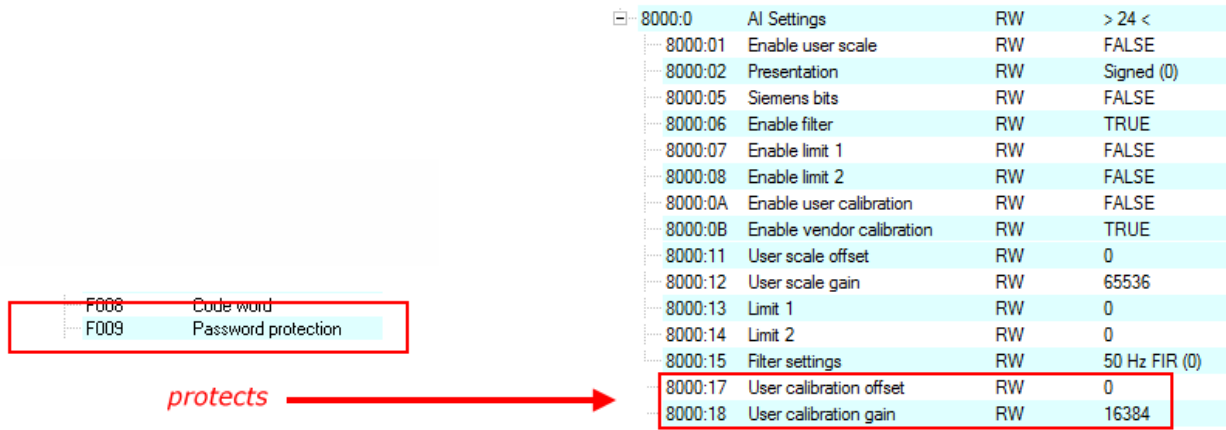 8000:0 AI Settings RW > 24 <
8000:01 Enable user scale RW FALSE
8000:02 Presentation RW Signed (0)
8000:05 Siemens bits RW FALSE
8000:06 Enable filter RW TRUE
8000:07 Enable limit 1 RW FALSE
8000:08 Enable limit 2 RW FALSE
8000:0A Enable user calibration RW FALSE
8000:0B Enable vendor calibration RW TRUE
8000:11 User scale offset RW 0
8000:12 User scale gain RW 65536
8000:13 Limit 1 RW 0
8000:14 Limit 2 RW 0
8000:15 Filter settings RW 50 Hz FIR (0)
8000:17 User calibration offset RW 0
8000:18 User calibration gain RW 16384
F008 Code word
F009 Password protection
protects